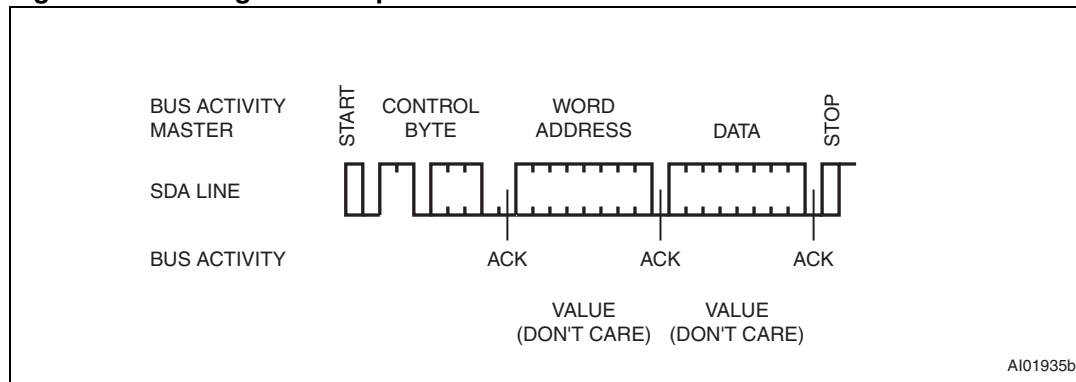 BUS ACTIVITY
MASTER
START
CONTROL
BYTE
WORD
ADDRESS
DATA
STOP
SDA LINE
BUS ACTIVITY
ACK
ACK
ACK
VALUE
(DON'T CARE)
VALUE
(DON'T CARE)
AI01935b